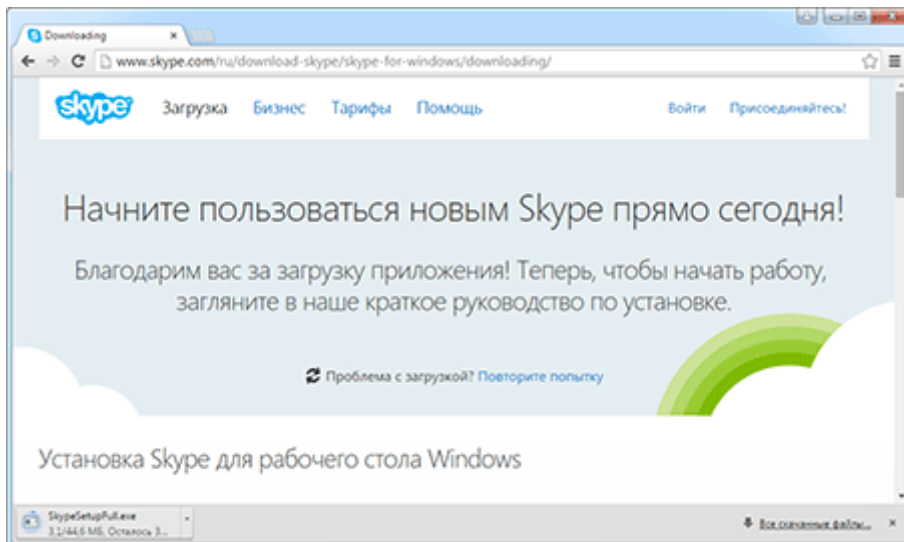 Downloading
www.skype.com/ru/download-skype/skype-for-windows/downloading/
skype Загрузка Бизнес Тарифы Помощь Войти Присоединяйтесь!
Начните пользоваться новым Skype прямо сегодня!
Благодарим вас за загрузку приложения! Теперь, чтобы начать работу,
загляните в наше краткое руководство по установке.
Проблема с загрузкой? Повторите попытку
Установка Skype для рабочего стола Windows
SkypeSetupFull.exe
3,1/44,6 МБ, Осталось 3... Все скачанные файлы...